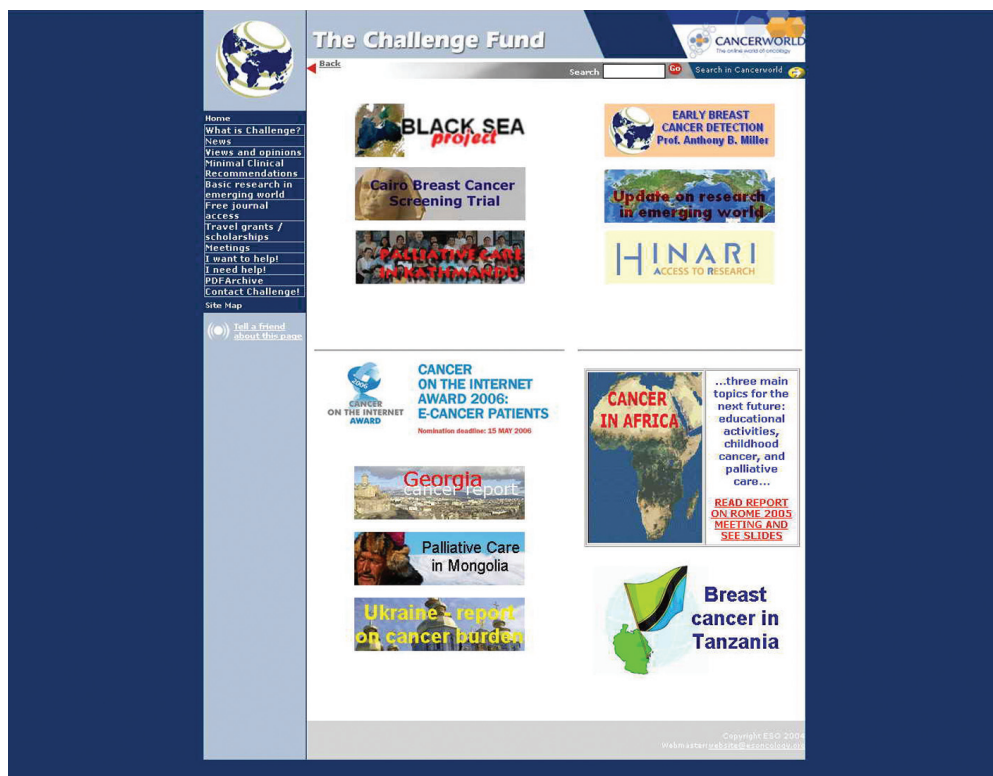 The Challenge Fund
CANCERWORLD
The online world of oncology
Back
Search
Go
Search in Cancerworld
Home
What is Challenge?
News
Views and opinions
Minimal Clinical
Recommendations
Basic research in
emerging world
Free journal
access
Travel grants /
scholarships
Meetings
I want to help!
I need help!
PDFArchive
Contact Challenge!
Site Map
Tell a friend
about this page
BLACK SEA
project
EARLY BREAST
CANCER DETECTION
Prof. Anthony B. Miller
Cairo Breast Cancer
Screening Trial
Update on research
in emerging world
PALLIATIVE CARE
IN KATHMANDU
HINARI
ACCESS TO RESEARCH
2006
CANCER
ON THE INTERNET
AWARD
CANCER
ON THE INTERNET
AWARD 2006:
E-CANCER PATIENTS
Nomination deadline: 15 MAY 2006
CANCER
IN AFRICA
...three main
topics for the
next future:
educational
activities,
childhood
cancer, and
palliative
care...
READ REPORT
ON ROME 2005
MEETING AND
SEE SLIDES
Georgia
cancer report
Palliative Care
in Mongolia
Ukraine - report
on cancer burden
Breast
cancer in
Tanzania
Copyright ESO 2004
Webmaster: website@esoncology.org